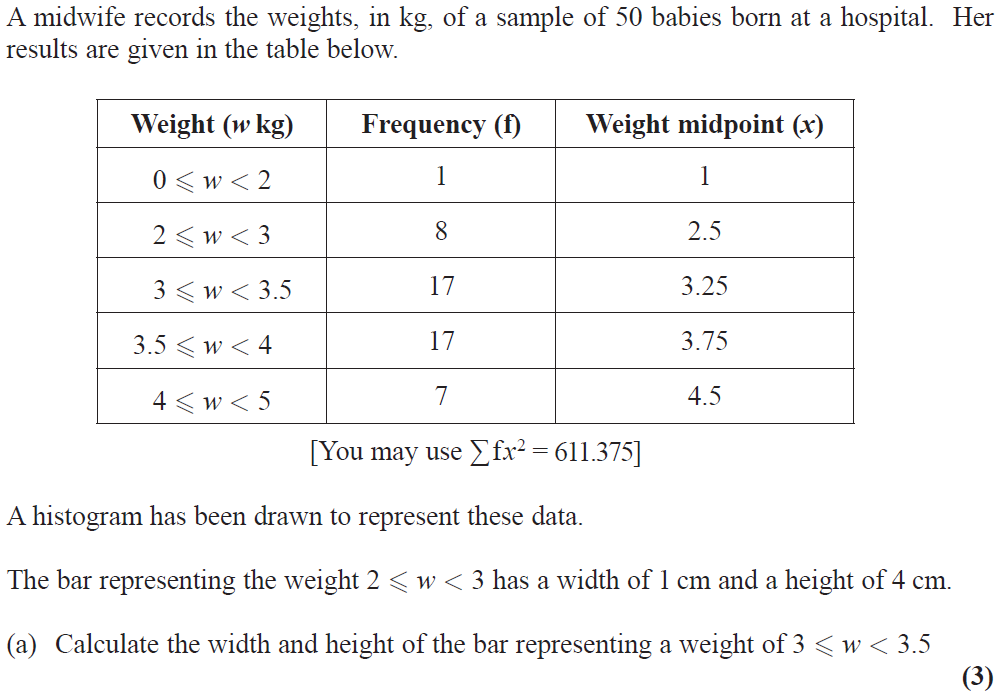 A midwife records the weights, in kg, of a sample of 50 babies born at a hospital. Her
results are given in the table below.
Weight (w kg) Frequency (f) Weight midpoint (x)
0 ⩽ w < 2 1 1
2 ⩽ w < 3 8 2.5
3 ⩽ w < 3.5 17 3.25
3.5 ⩽ w < 4 17 3.75
4 ⩽ w < 5 7 4.5
[You may use ∑fx² = 611.375]
A histogram has been drawn to represent these data.
The bar representing the weight 2 ⩽ w < 3 has a width of 1 cm and a height of 4 cm.
(a) Calculate the width and height of the bar representing a weight of 3 ⩽ w < 3.5
(3)